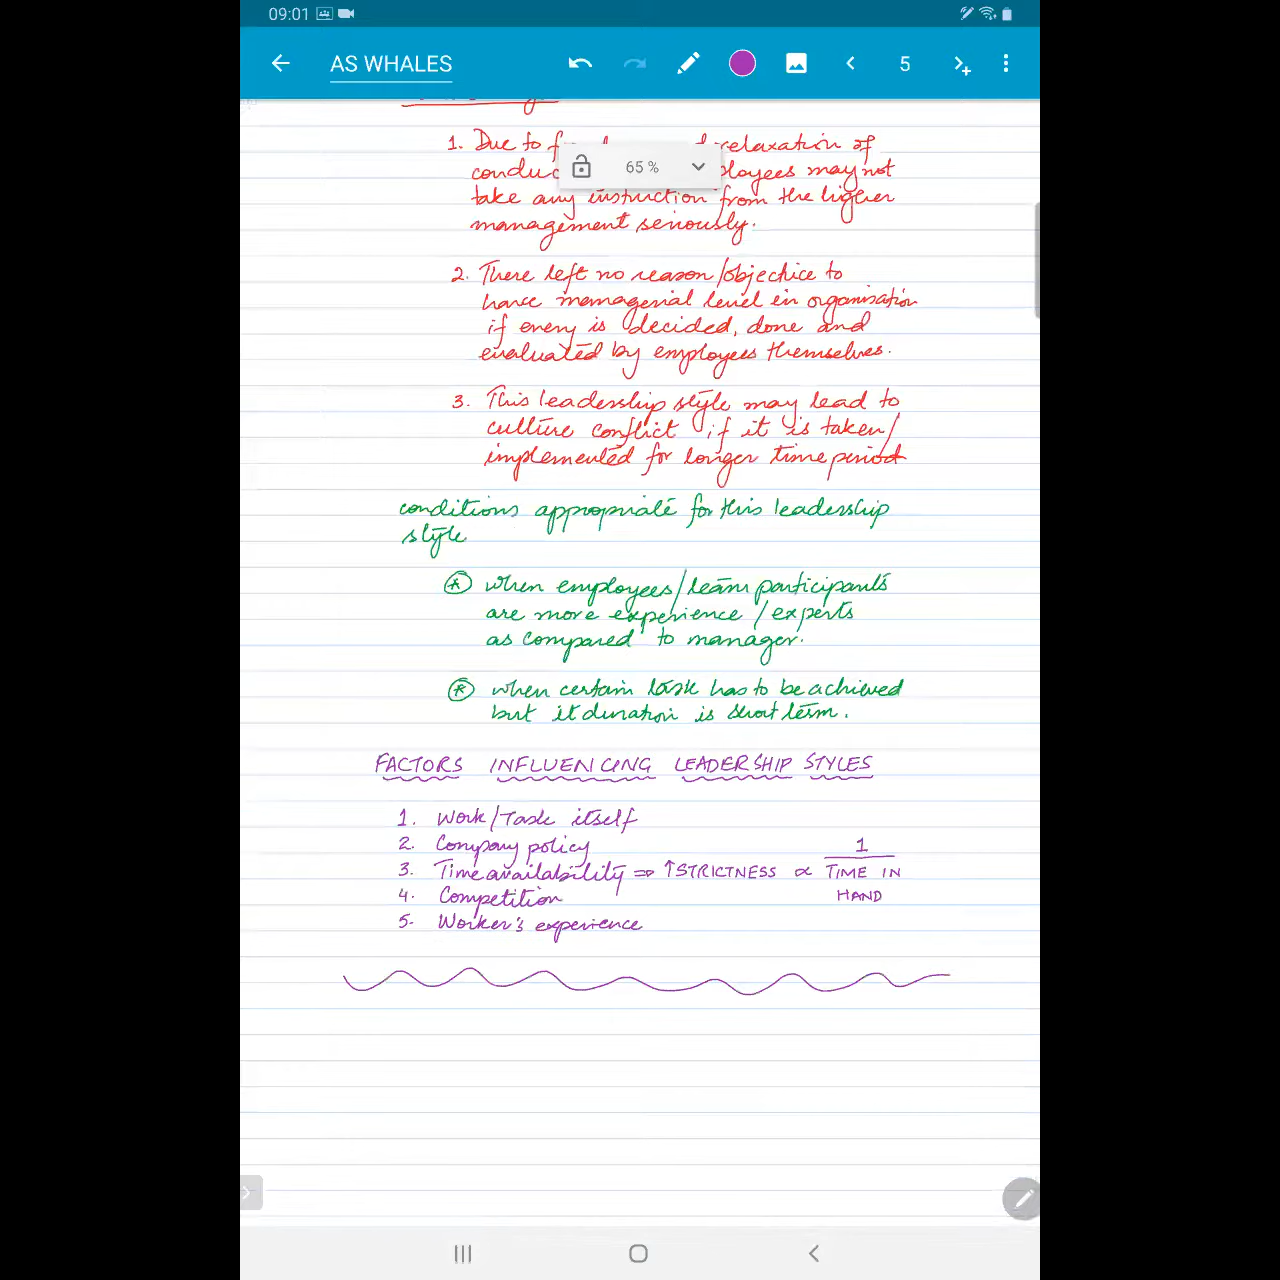 09:01
AS WHALES
5
1. Due to relaxation of
65 %
may not
take any instruction from the higher
management seriously.
2. There left no reason/objectice to
have managerial level in organisation
if every is decided, done and
evaluated by employees themselves.
3. This leadership style may lead to
culture conflict if it is taken/
implemented for longer time period
conditions appropriate for this leadership
style
* when employees/team participants
are more experience / experts
as compared to manager.
* when certain task has to be achieved
but it duration is short term.
FACTORS INFLUENCING LEADERSHIP STYLES
1. Work/Task itself
2. Company policy
3. Time availability ⇒ ↑STRICTNESS ∝ 1
TIME IN
HAND
4. Competition
5. Worker's experience